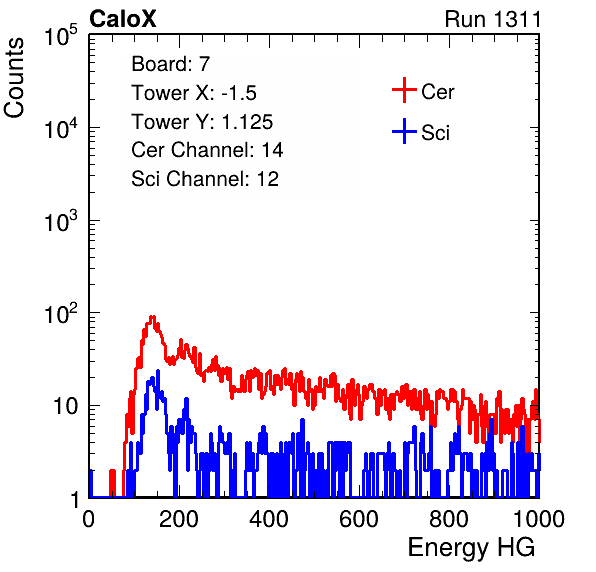 CaloX Run 1311
Counts
Board: 7
Tower X: -1.5
Tower Y: 1.125
Cer Channel: 14
Sci Channel: 12
Cer
Sci
10^5
10^4
10^3
10^2
10
1
0 200 400 600 800 1000
Energy HG